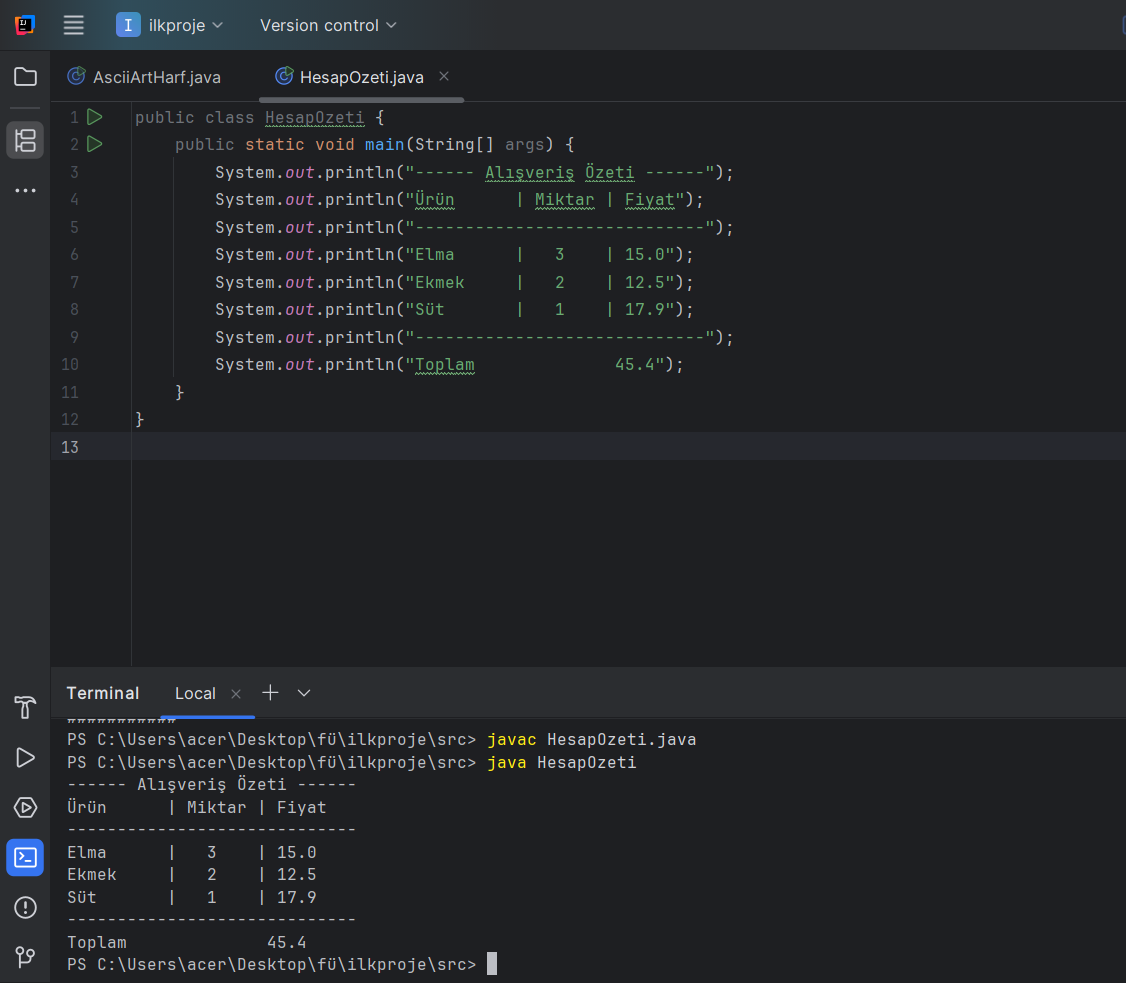 I ilkproje Version control
AsciiArtHarf.java HesapOzeti.java
1 public class HesapOzeti {
2     public static void main(String[] args) {
3         System.out.println("------ Alışveriş Özeti ------");
4         System.out.println("Ürün      | Miktar | Fiyat");
5         System.out.println("-----------------------------");
6         System.out.println("Elma      |   3    | 15.0");
7         System.out.println("Ekmek     |   2    | 12.5");
8         System.out.println("Süt       |   1    | 17.9");
9         System.out.println("-----------------------------");
10         System.out.println("Toplam              45.4");
11     }
12 }
13
Terminal Local
###########
PS C:\Users\acer\Desktop\fü\ilkproje\src> javac HesapOzeti.java
PS C:\Users\acer\Desktop\fü\ilkproje\src> java HesapOzeti
------ Alışveriş Özeti ------
Ürün      | Miktar | Fiyat
-----------------------------
Elma      |   3    | 15.0
Ekmek     |   2    | 12.5
Süt       |   1    | 17.9
-----------------------------
Toplam              45.4
PS C:\Users\acer\Desktop\fü\ilkproje\src>